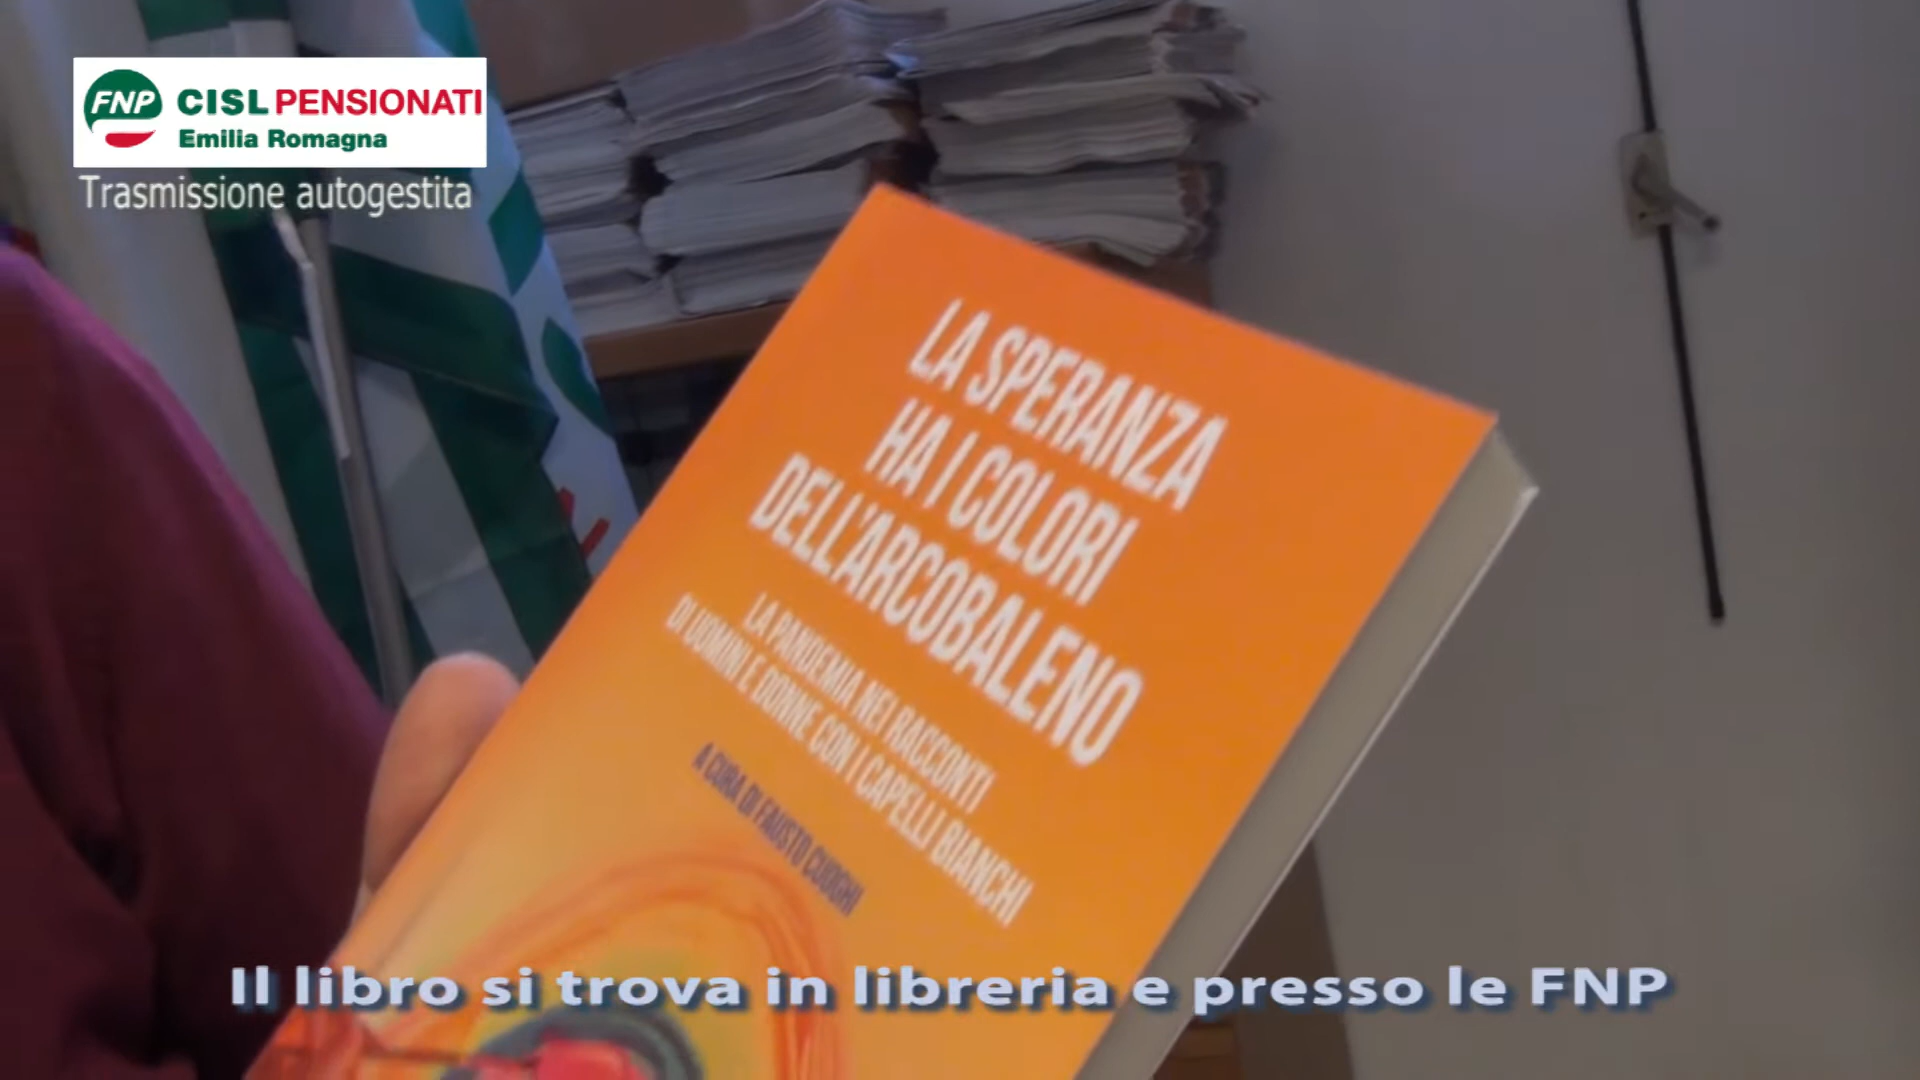 FNP CISL PENSIONATI
Emilia Romagna
Trasmissione autogestita
LA SPERANZA
HA I COLORI
DELL'ARCOBALENO
LA PANDEMIA NEI RACCONTI
DI UOMINI E DONNE CON I CAPELLI BIANCHI
A CURA DI FAUSTO CUOGHI
Il libro si trova in libreria e presso le FNP